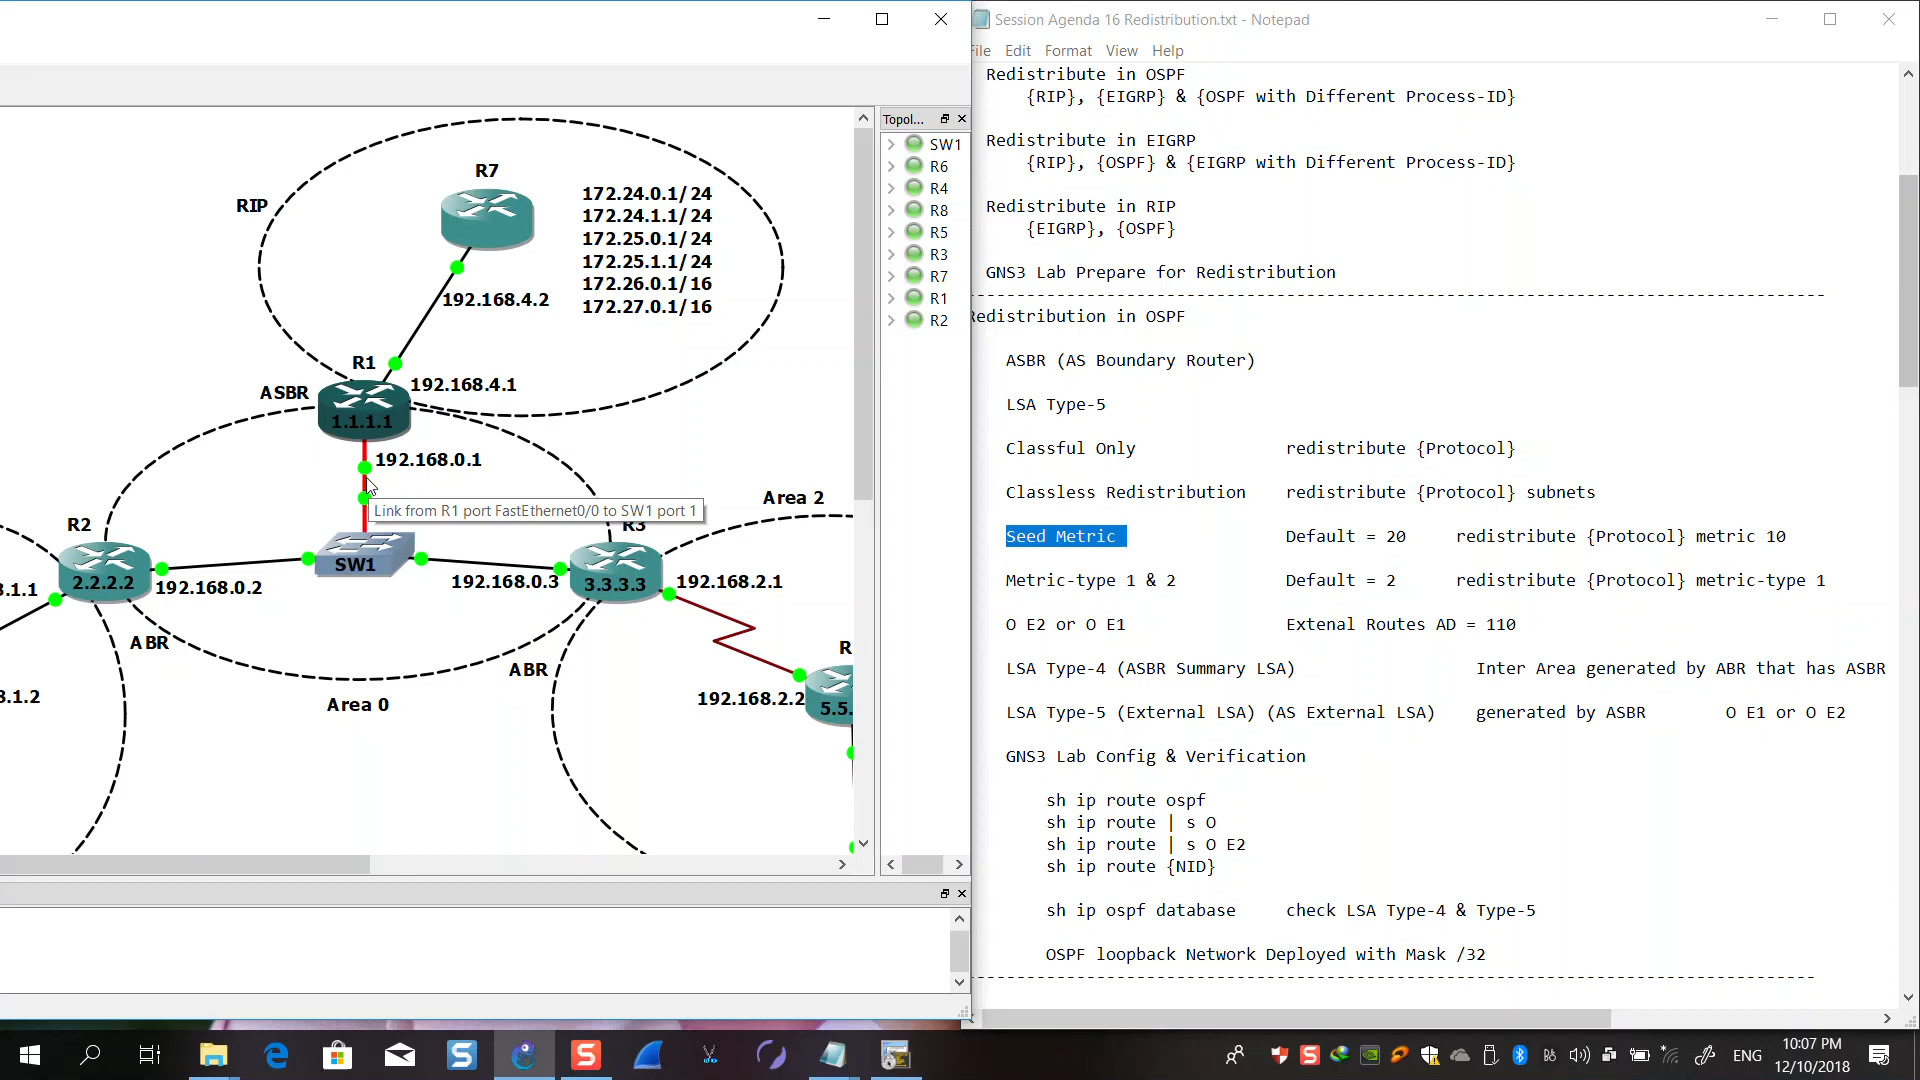 Session Agenda 16 Redistribution.txt - Notepad
File Edit Format View Help
Redistribute in OSPF
{RIP}, {EIGRP} & {OSPF with Different Process-ID}
Redistribute in EIGRP
{RIP}, {OSPF} & {EIGRP with Different Process-ID}
Redistribute in RIP
{EIGRP}, {OSPF}
GNS3 Lab Prepare for Redistribution
Redistribution in OSPF
ASBR (AS Boundary Router)
LSA Type-5
Classful Only redistribute {Protocol}
Classless Redistribution redistribute {Protocol} subnets
Seed Metric Default = 20 redistribute {Protocol} metric 10
Metric-type 1 & 2 Default = 2 redistribute {Protocol} metric-type 1
O E2 or O E1 Extenal Routes AD = 110
LSA Type-4 (ASBR Summary LSA) Inter Area generated by ABR that has ASBR
LSA Type-5 (External LSA) (AS External LSA) generated by ASBR O E1 or O E2
GNS3 Lab Config & Verification
sh ip route ospf
sh ip route | s O
sh ip route | s O E2
sh ip route {NID}
sh ip ospf database check LSA Type-4 & Type-5
OSPF loopback Network Deployed with Mask /32
Topol...
SW1
R6
R4
R8
R5
R3
R7
R1
R2
R7
RIP
172.24.0.1/24
172.24.1.1/24
172.25.0.1/24
172.25.1.1/24
172.26.0.1/16
172.27.0.1/16
192.168.4.2
R1
192.168.4.1
ASBR
1.1.1.1
192.168.0.1
Link from R1 port FastEthernet0/0 to SW1 port 1
Area 2
R2
R3
SW1
2.2.2.2
192.168.0.2
192.168.0.3
3.3.3.3
192.168.2.1
3.1.1
ABR
ABR
R
3.1.2
192.168.2.2
5.5.
Area 0
ENG
10:07 PM
12/10/2018